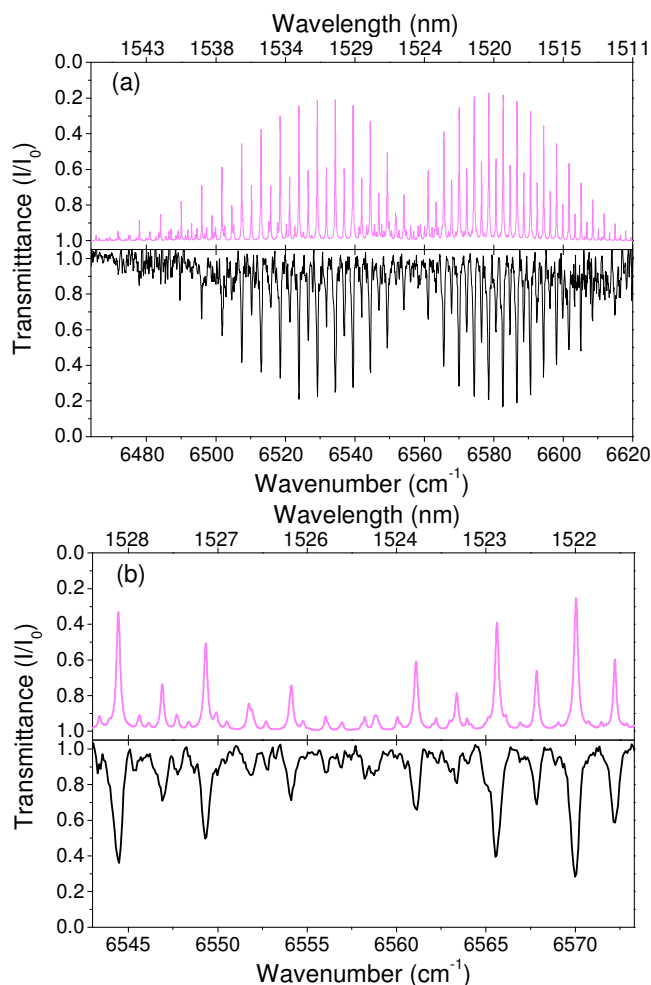 Wavelength (nm)
1543 1538 1534 1529 1524 1520 1515 1511
(a)
0.0
0.2
0.4
0.6
0.8
1.0
1.0
0.8
0.6
0.4
0.2
0.0
Transmitttance (I/I0)
6480 6500 6520 6540 6560 6580 6600 6620
Wavenumber (cm-1)
Wavelength (nm)
1528 1527 1526 1524 1523 1522
(b)
0.0
0.2
0.4
0.6
0.8
1.0
1.0
0.8
0.6
0.4
0.2
0.0
Transmittance (I/I0)
6545 6550 6555 6560 6565 6570
Wavenumber (cm-1)